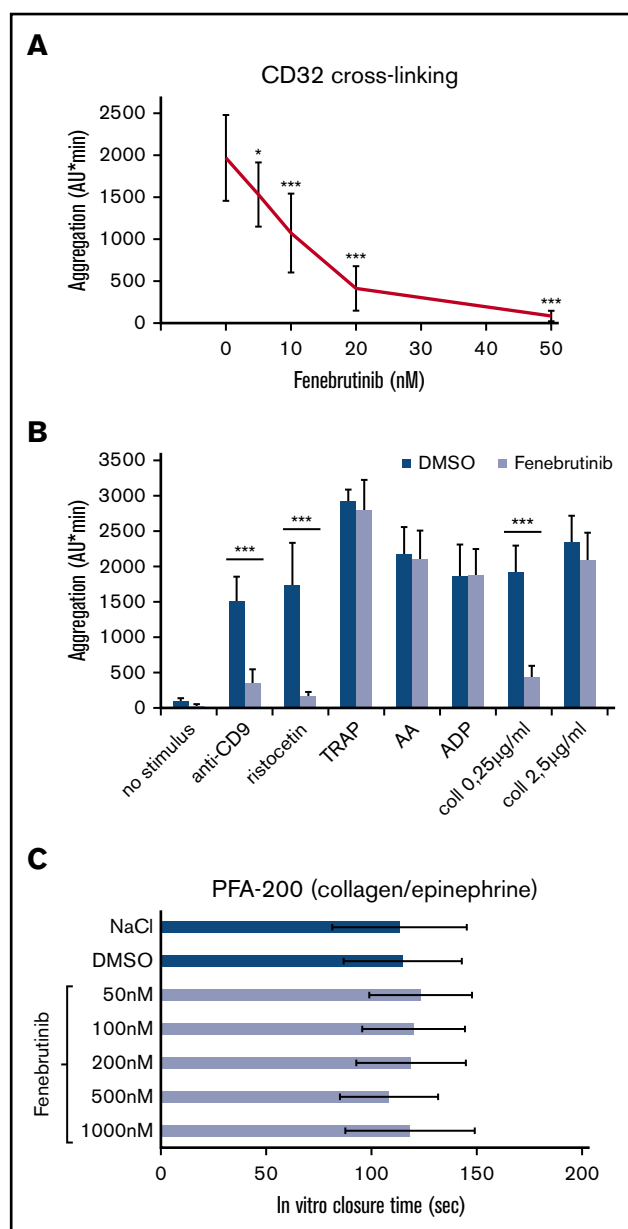 A
CD32 cross-linking
Aggregation (AU*min)
2500
2000
1500
1000
500
0
*
***
***
***
0 10 20 30 40 50
Fenebrutinib (nM)
B
Aggregation (AU*min)
3500
3000
2500
2000
1500
1000
500
0
DMSO Fenebrutinib
*** *** ***
no stimulus
anti-CD9
ristocetin
TRAP
AA
ADP
coll 0,25µg/ml
coll 2,5µg/ml
C
PFA-200 (collagen/epinephrine)
NaCl
DMSO
Fenebrutinib
50nM
100nM
200nM
500nM
1000nM
0 50 100 150 200
In vitro closure time (sec)